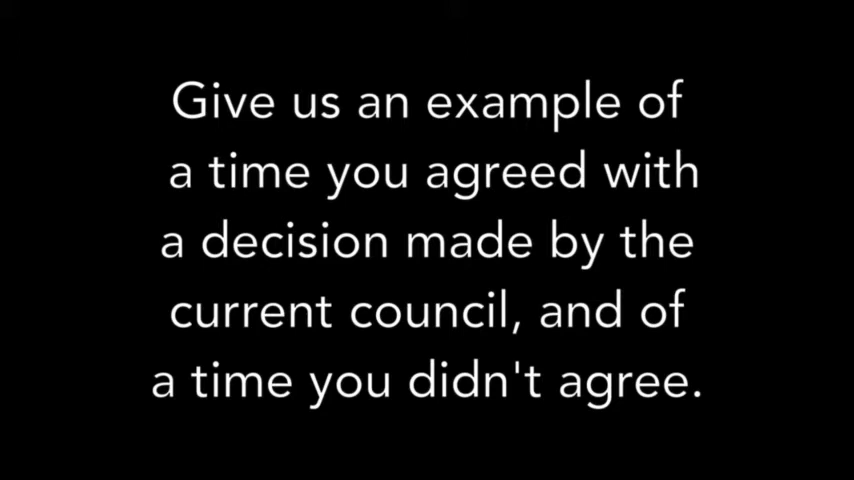 Give us an example of
a time you agreed with
a decision made by the
current council, and of
a time you didn't agree.